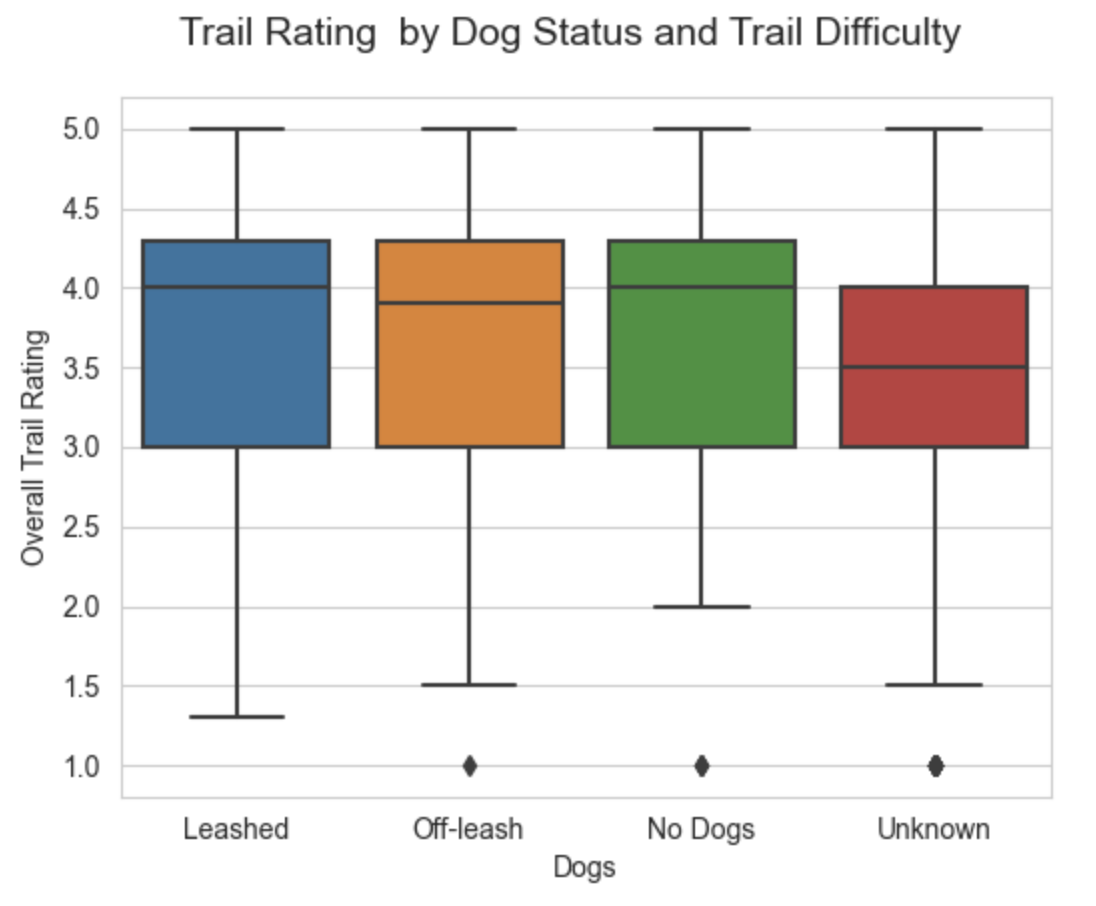 Trail Rating  by Dog Status and Trail Difficulty
Overall Trail Rating
5.0
4.5
4.0
3.5
3.0
2.5
2.0
1.5
1.0
Leashed
Off-leash
No Dogs
Unknown
Dogs